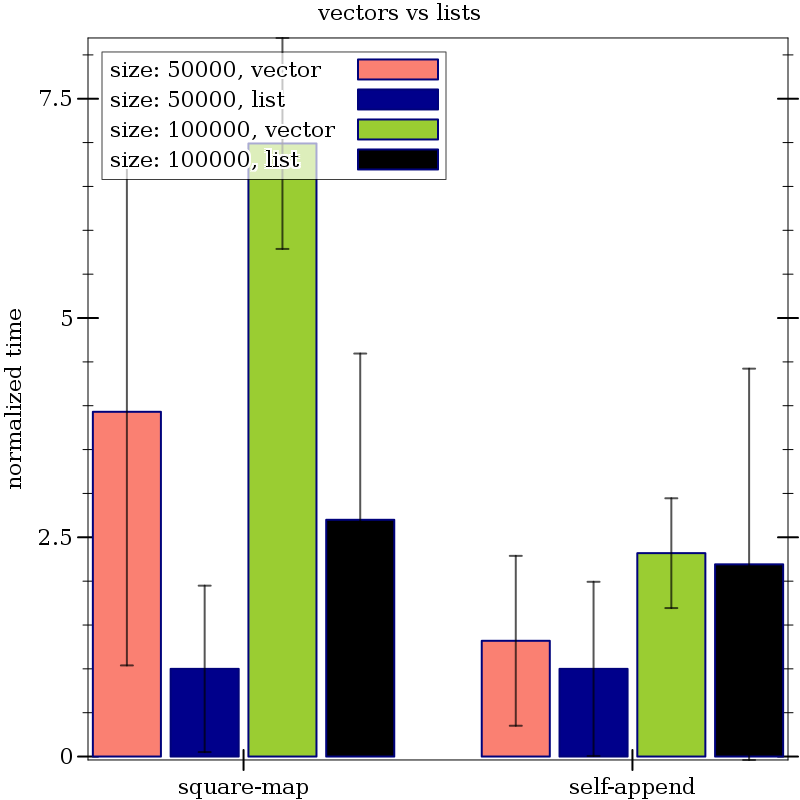 vectors vs lists
size: 50000, vector
size: 50000, list
size: 100000, vector
size: 100000, list
7.5
5
2.5
0
normalized time
square-map
self-append